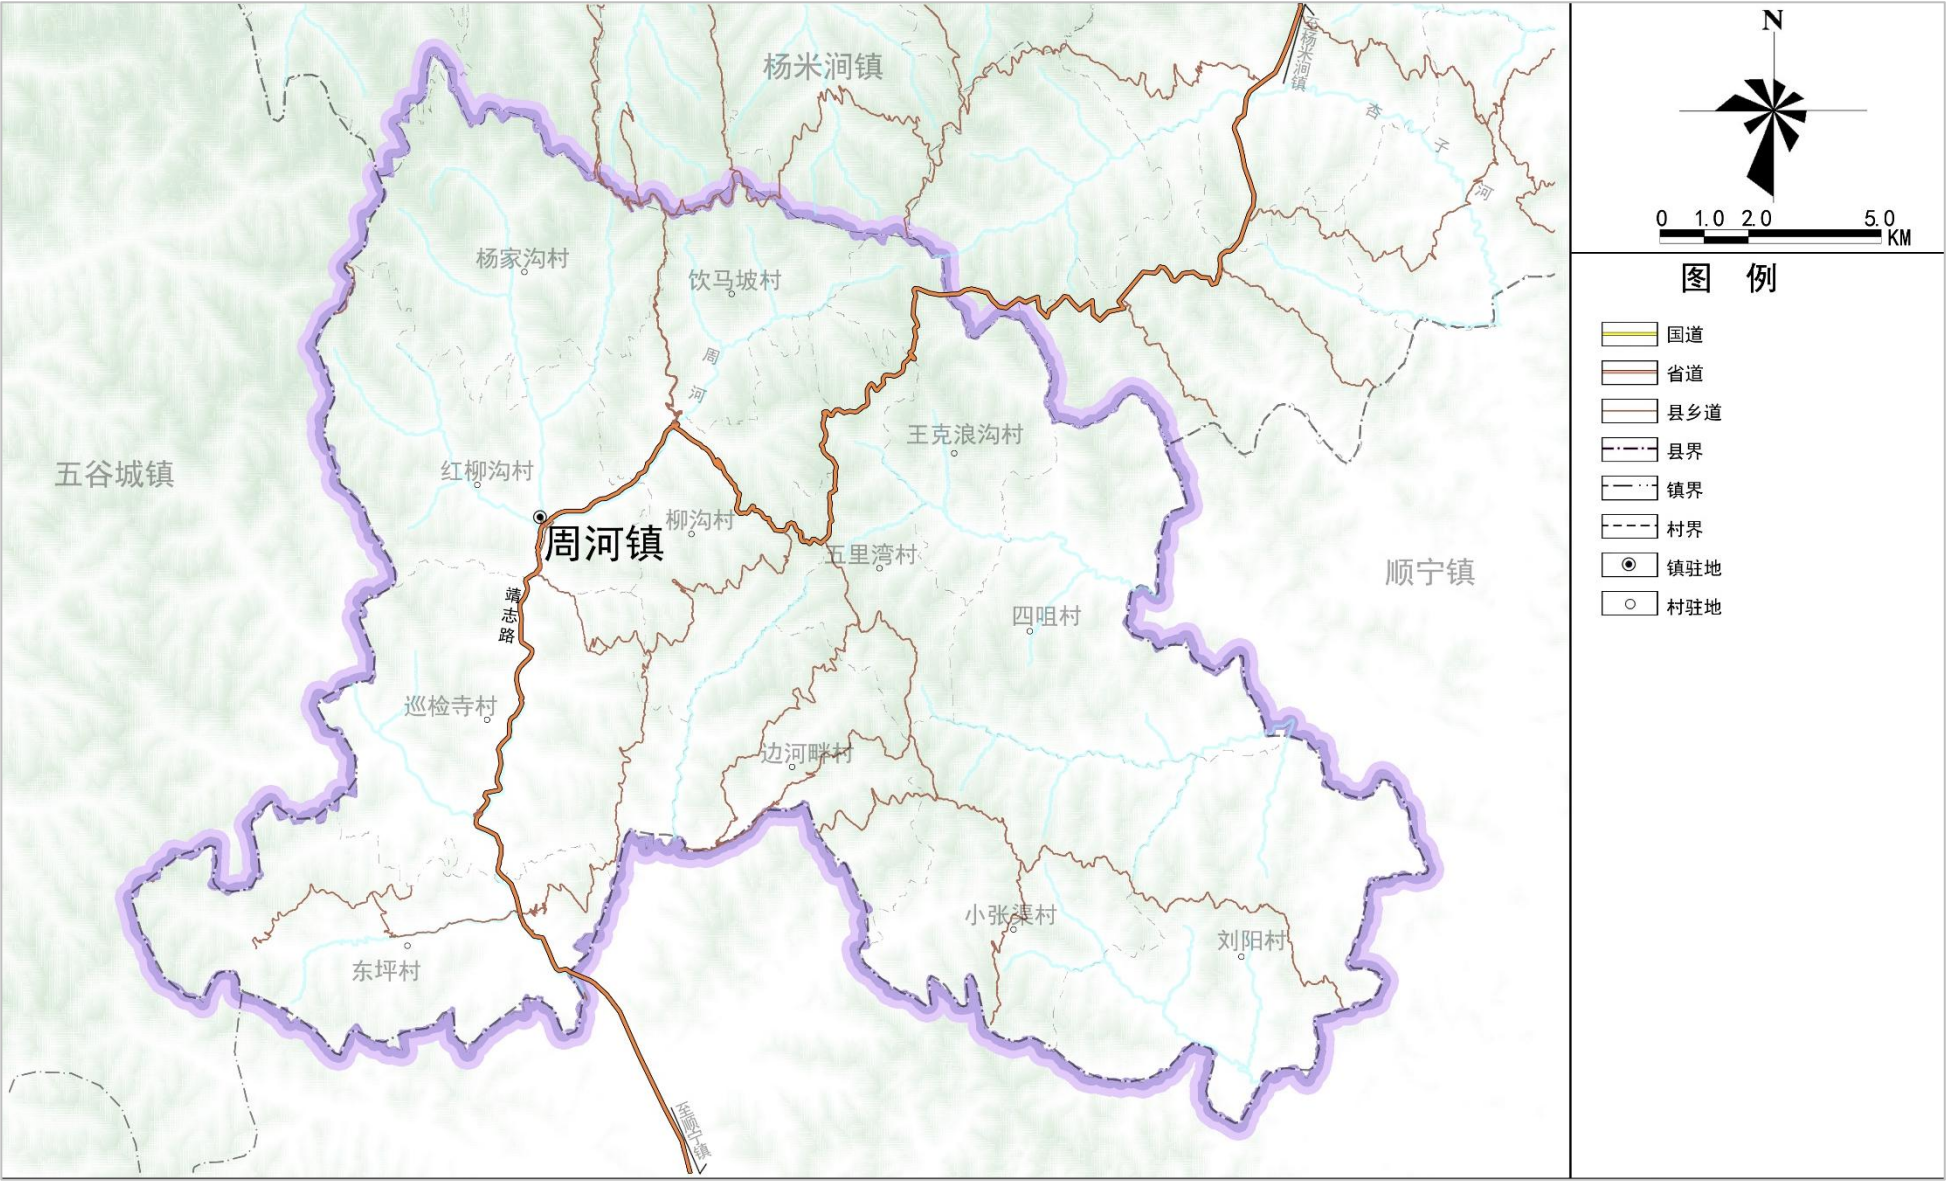 杨米涧镇
至杨米涧镇
杏子河
杨家沟村
饮马坡村
周河
王克浪沟村
五谷城镇
红柳沟村
柳沟村
周河镇
五里湾村
顺宁镇
靖志路
四咀村
巡检寺村
边河畔村
小张渠村
刘阳村
东坪村
至顺宁镇
N
0 1.0 2.0 5.0
KM
图 例
国道
省道
县乡道
县界
镇界
村界
镇驻地
村驻地